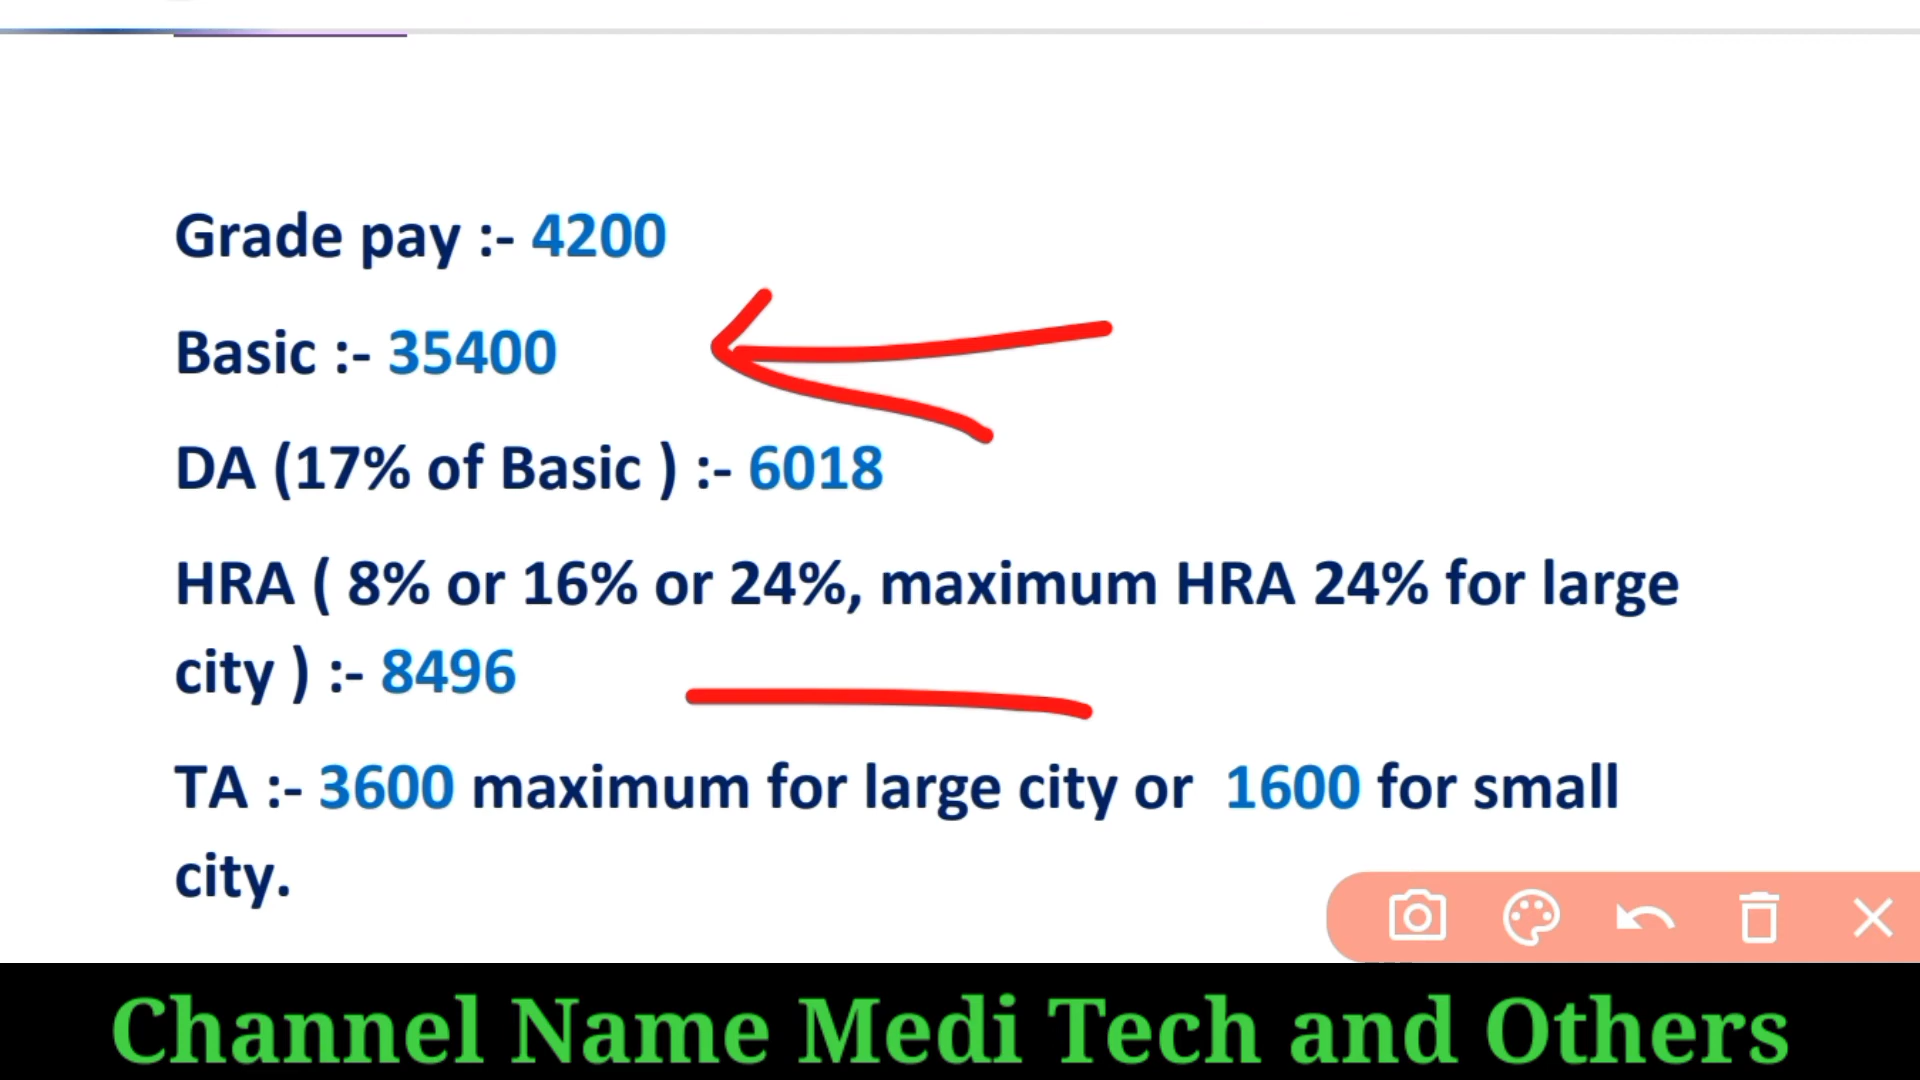 Grade pay :- 4200
Basic :- 35400
DA (17% of Basic ) :- 6018
HRA ( 8% or 16% or 24%, maximum HRA 24% for large
city ) :- 8496
TA :- 3600 maximum for large city or  1600 for small
city.
Channel Name Medi Tech and Others